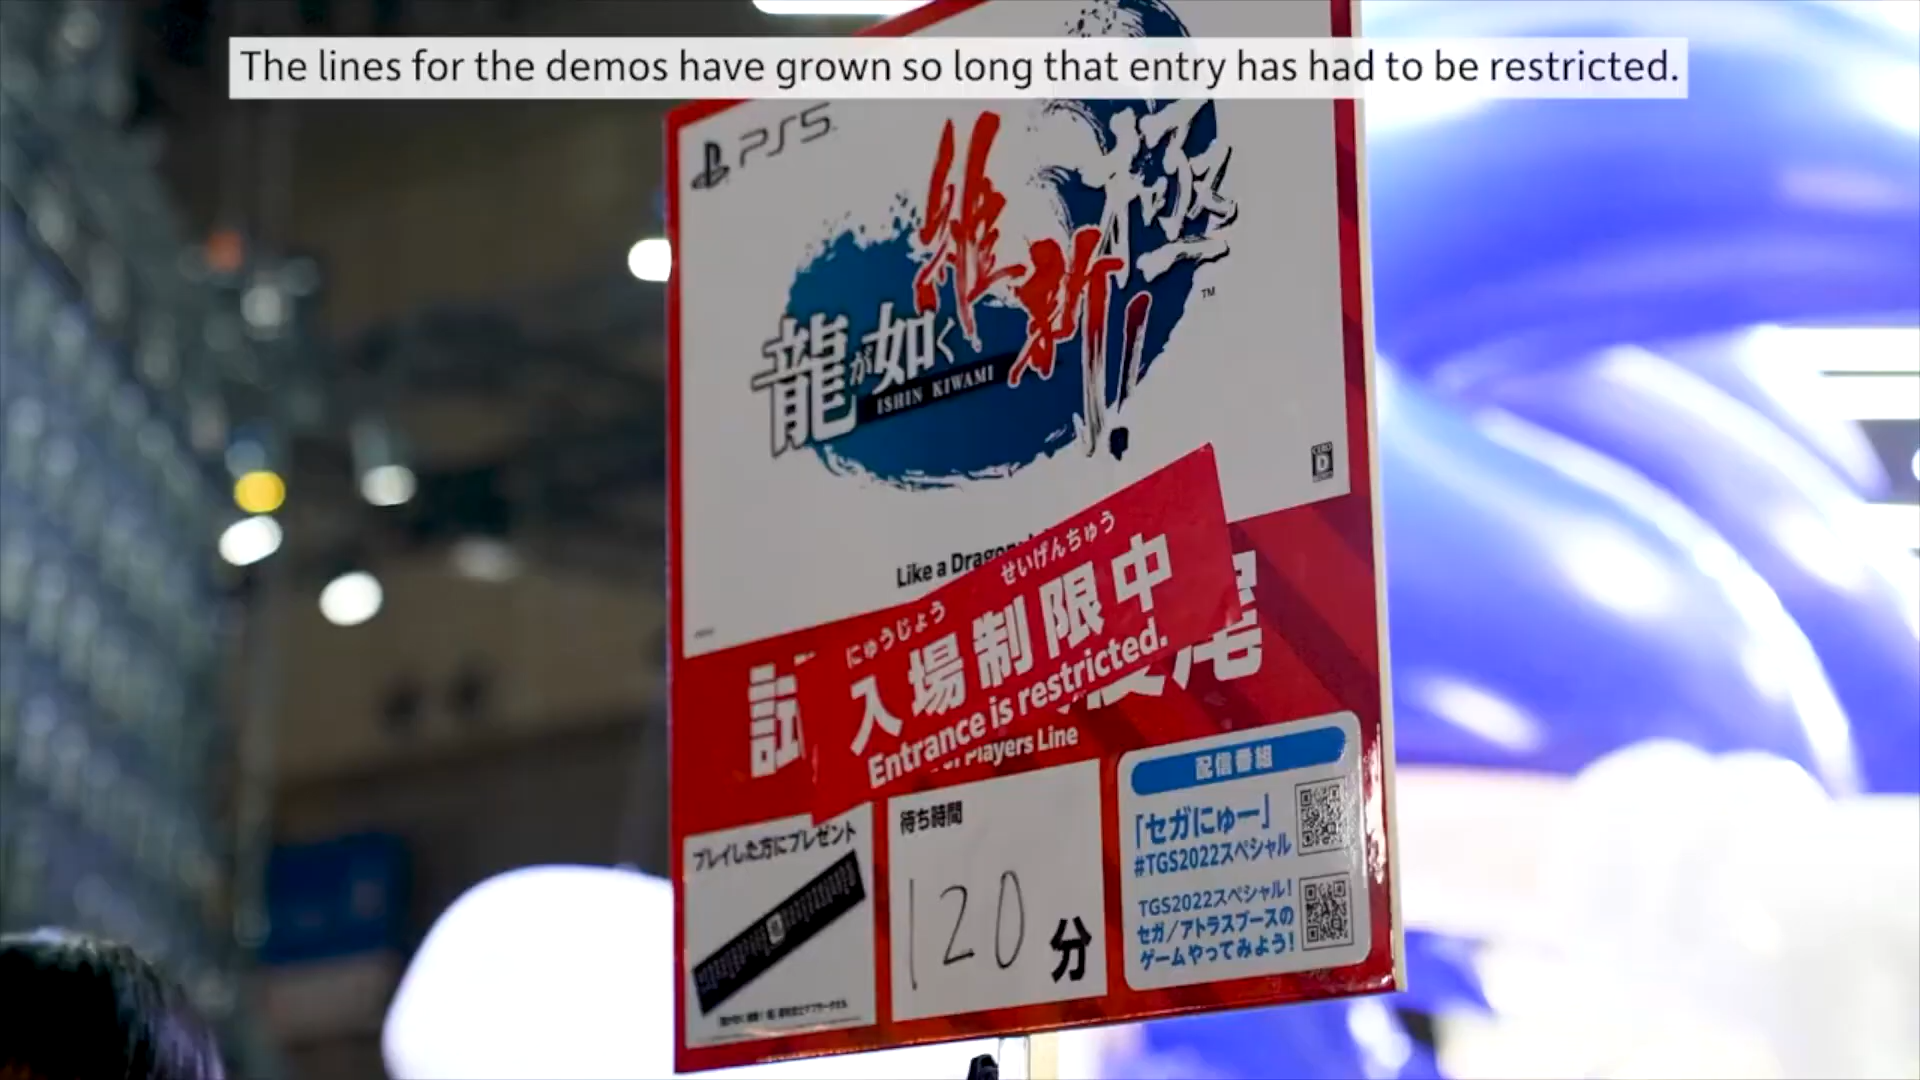 The lines for the demos have grown so long that entry has had to be restricted.
PS5
維新 極
龍が如く
ISHIN KIWAMI
TM
D
Like a Dragon
せいげんちゅう
にゅうじょう
入場制限中
Entrance is restricted.
試
尾
Players Line
プレイした方にプレゼント
待ち時間
120分
配信番組
「セガにゅー」
#TGS2022スペシャル
TGS2022スペシャル!
セガ/アトラスブースの
ゲームやってみよう!